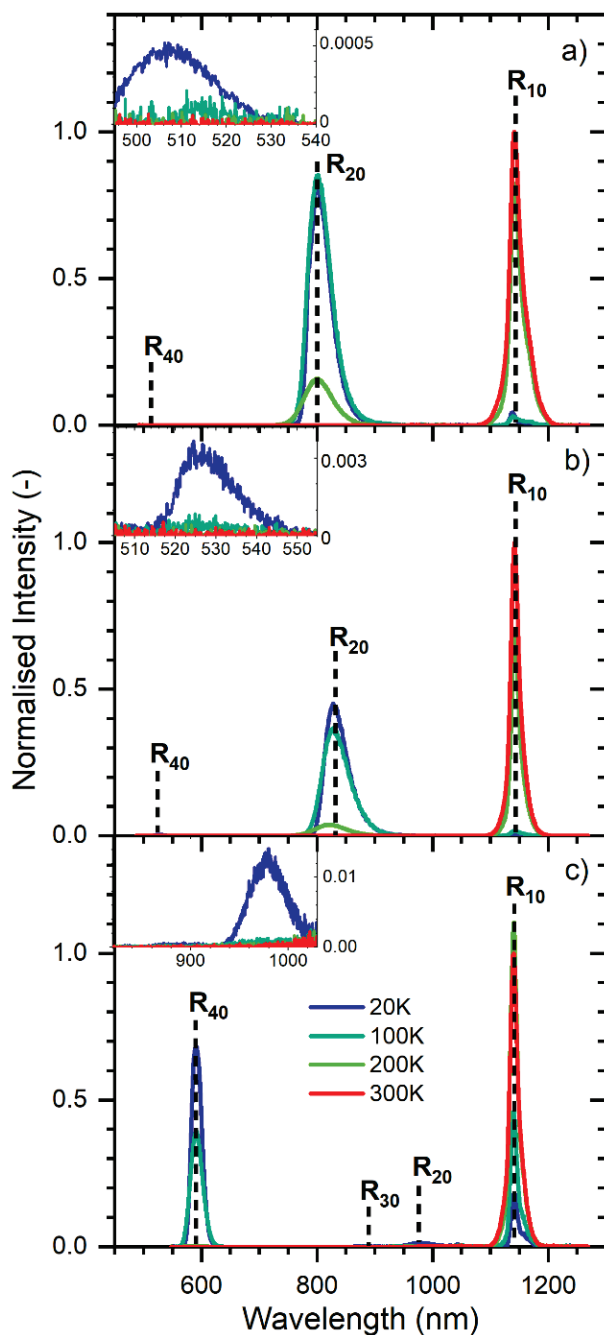 a)
0.0005
0
500 510 520 530 540
R10
R20
R40
1.0
0.5
0.0
b)
0.003
0
510 520 530 540 550
R10
R20
R40
1.0
0.5
0.0
c)
0.01
0.00
900 1000
R10
R40
20K
100K
200K
300K
R30
R20
1.0
0.5
0.0
600 800 1000 1200
Normalised Intensity (-)
Wavelength (nm)